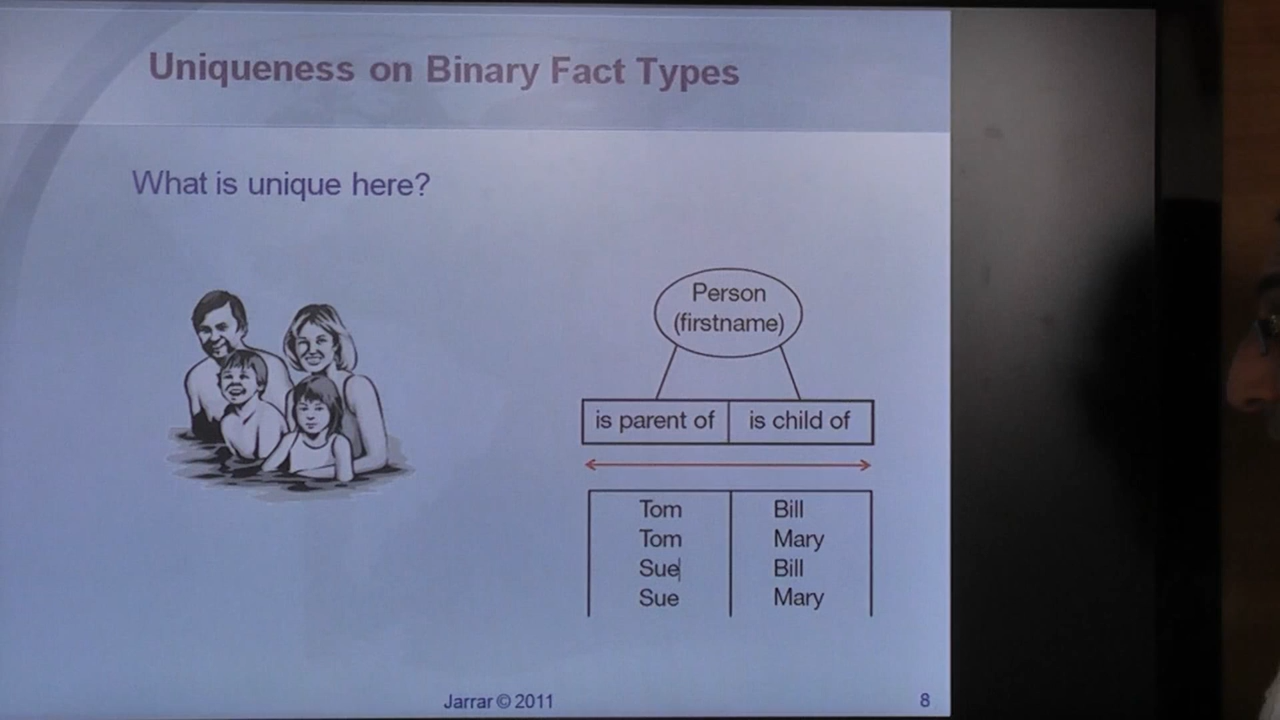 Uniqueness on Binary Fact Types
What is unique here?
Person
(firstname)
is parent of is child of
Tom Bill
Tom Mary
Sue Bill
Sue Mary
Jarrar © 2011 8